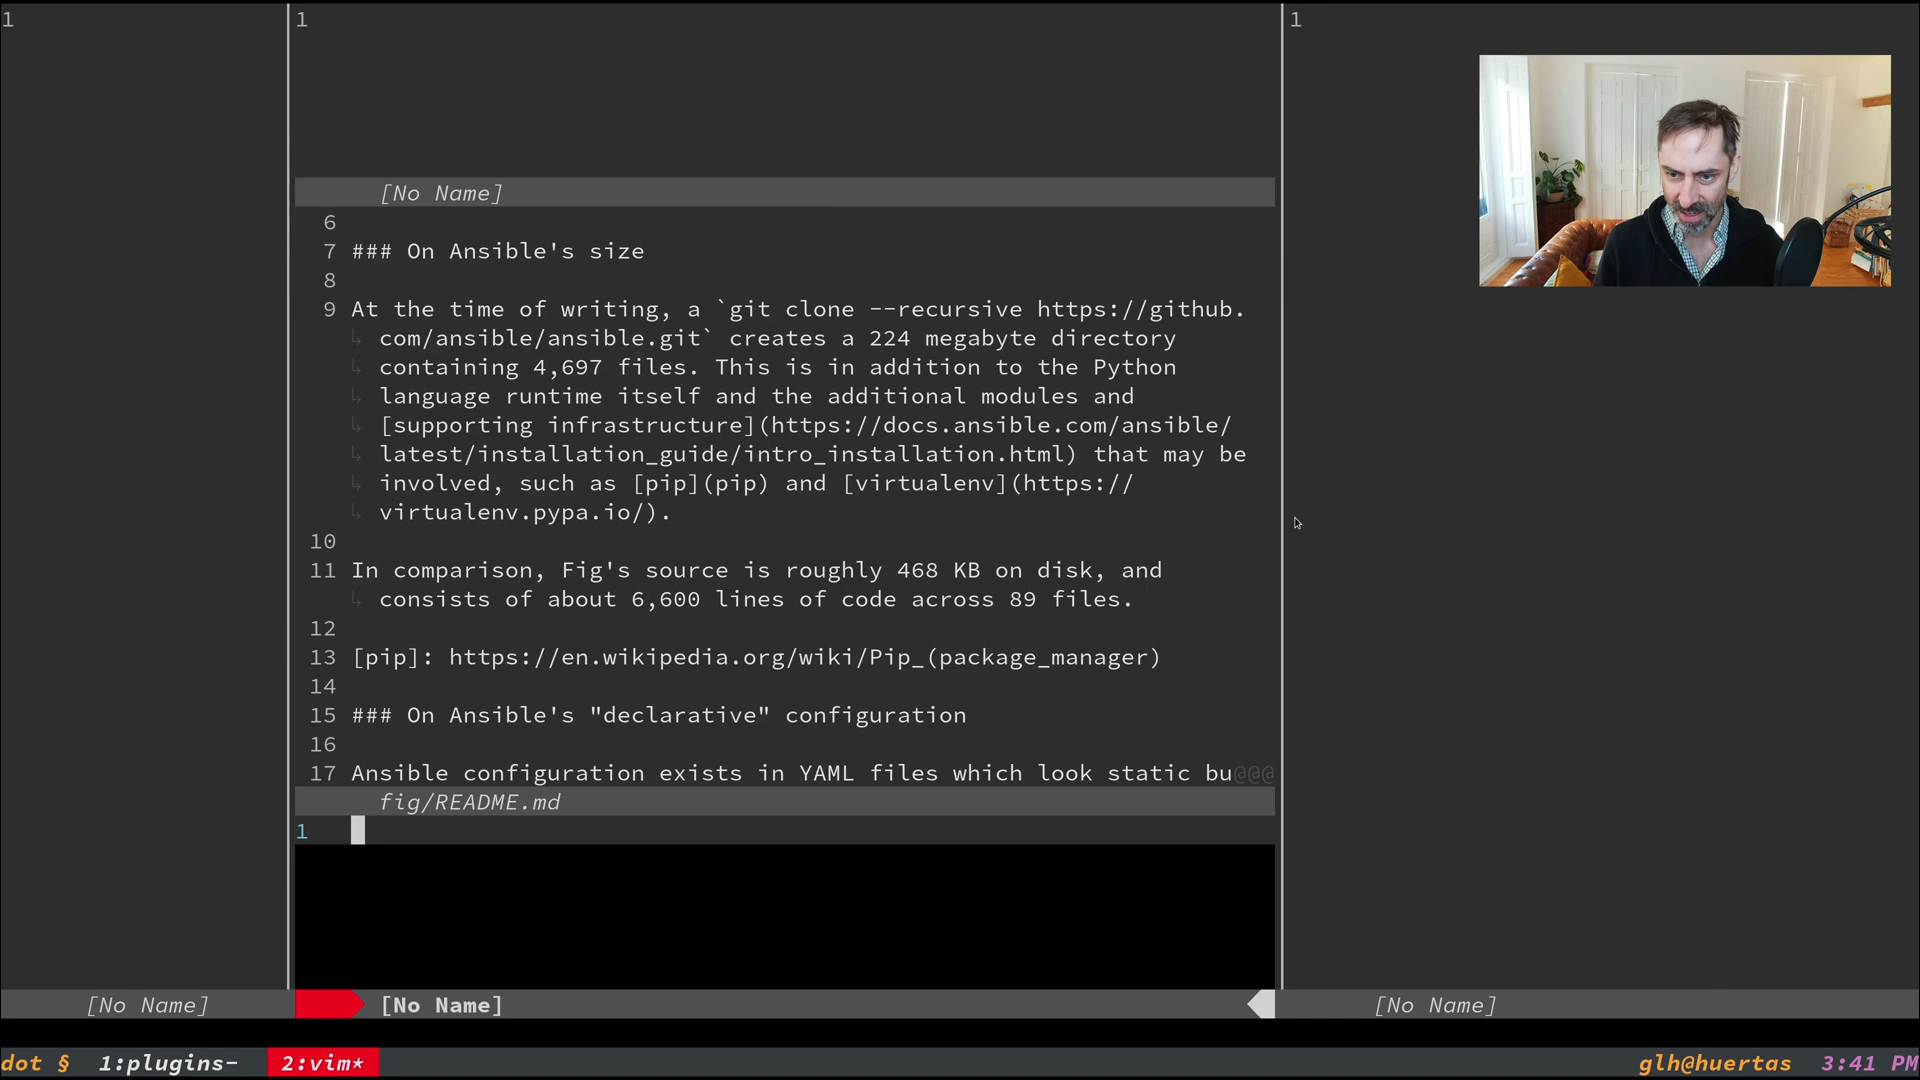 1
1
1
[No Name]
6
7 ### On Ansible's size
8
9 At the time of writing, a `git clone --recursive https://github.
↳ com/ansible/ansible.git` creates a 224 megabyte directory
↳ containing 4,697 files. This is in addition to the Python
↳ language runtime itself and the additional modules and
↳ [supporting infrastructure](https://docs.ansible.com/ansible/
↳ latest/installation_guide/intro_installation.html) that may be
↳ involved, such as [pip](pip) and [virtualenv](https://
↳ virtualenv.pypa.io/).
10
11 In comparison, Fig's source is roughly 468 KB on disk, and
↳ consists of about 6,600 lines of code across 89 files.
12
13 [pip]: https://en.wikipedia.org/wiki/Pip_(package_manager)
14
15 ### On Ansible's "declarative" configuration
16
17 Ansible configuration exists in YAML files which look static bu@@@
fig/README.md
1
[No Name]
[No Name]
[No Name]
dot § 1:plugins- 2:vim* glh@huertas 3:41 PM